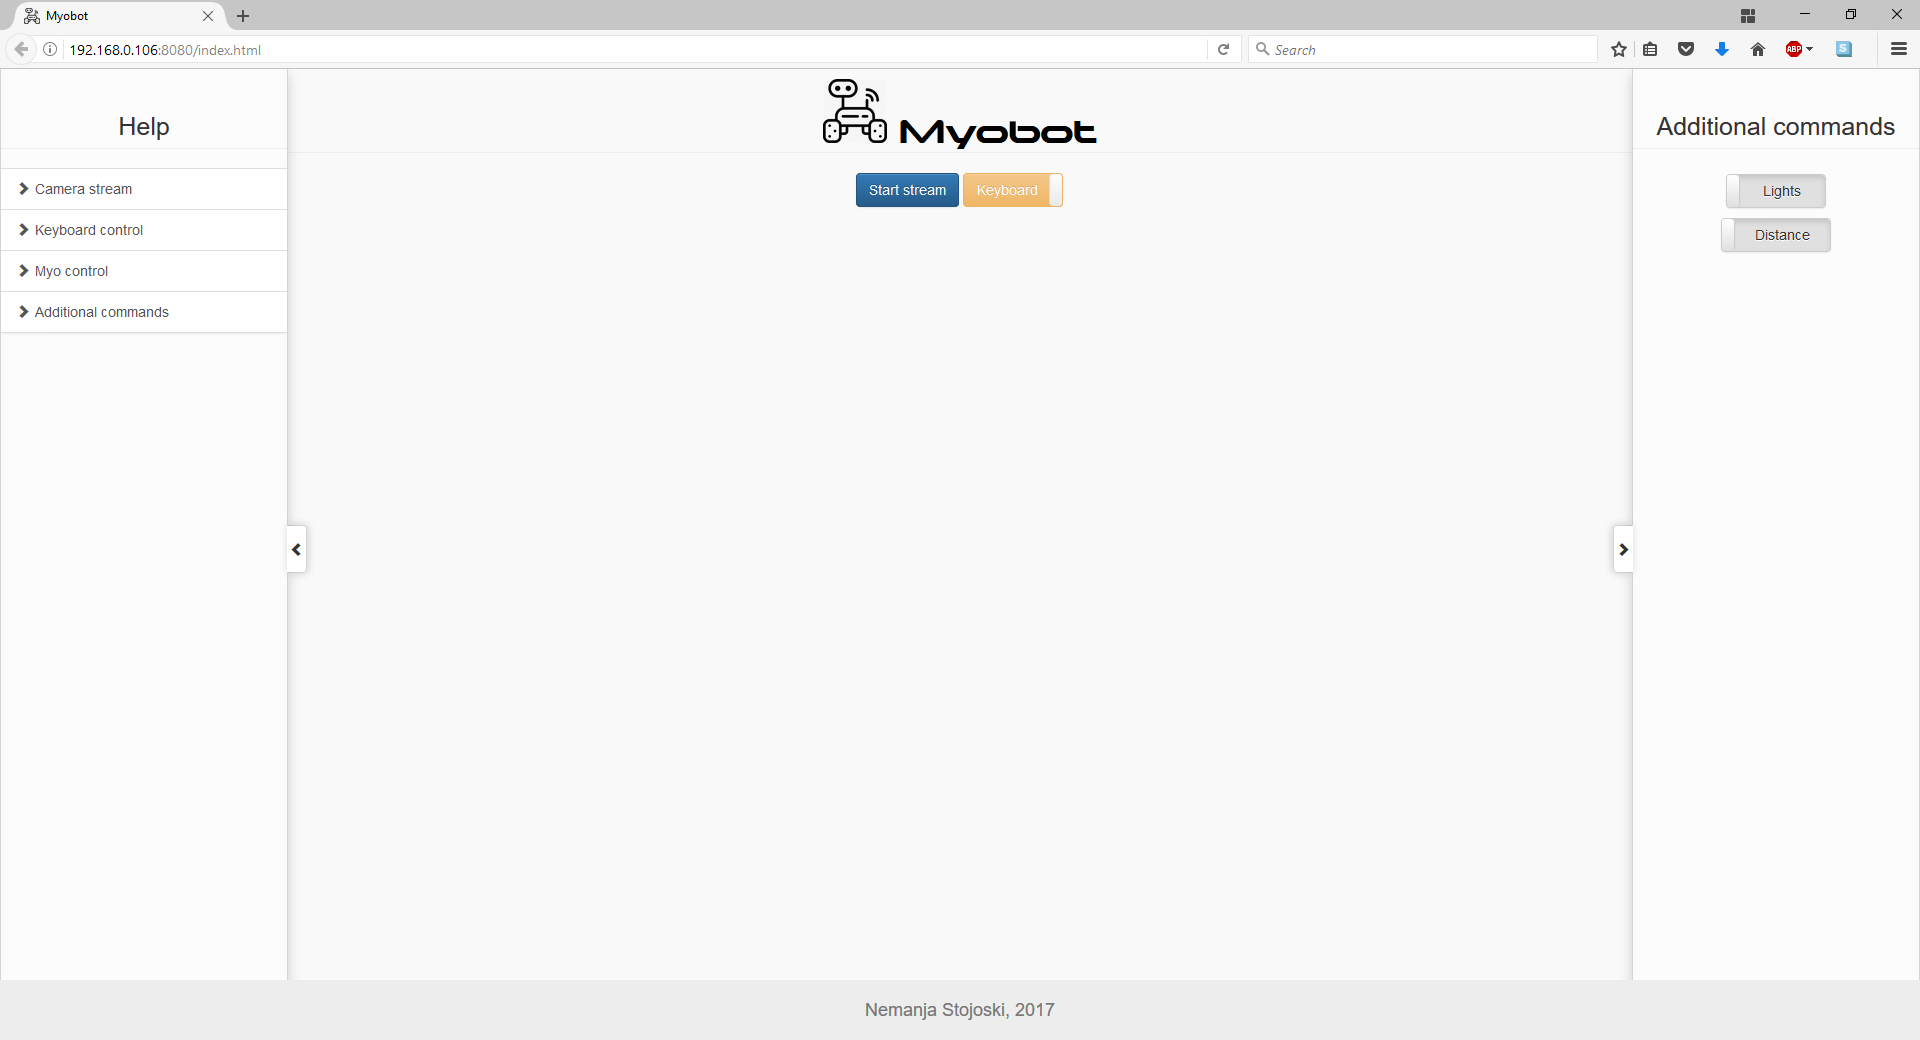 Myobot
192.168.0.106:8080/index.html
Search
ABP
S
Help
Camera stream
Keyboard control
Myo control
Additional commands
Myobot
Start stream
Keyboard
Additional commands
Lights
Distance
Nemanja Stojoski, 2017